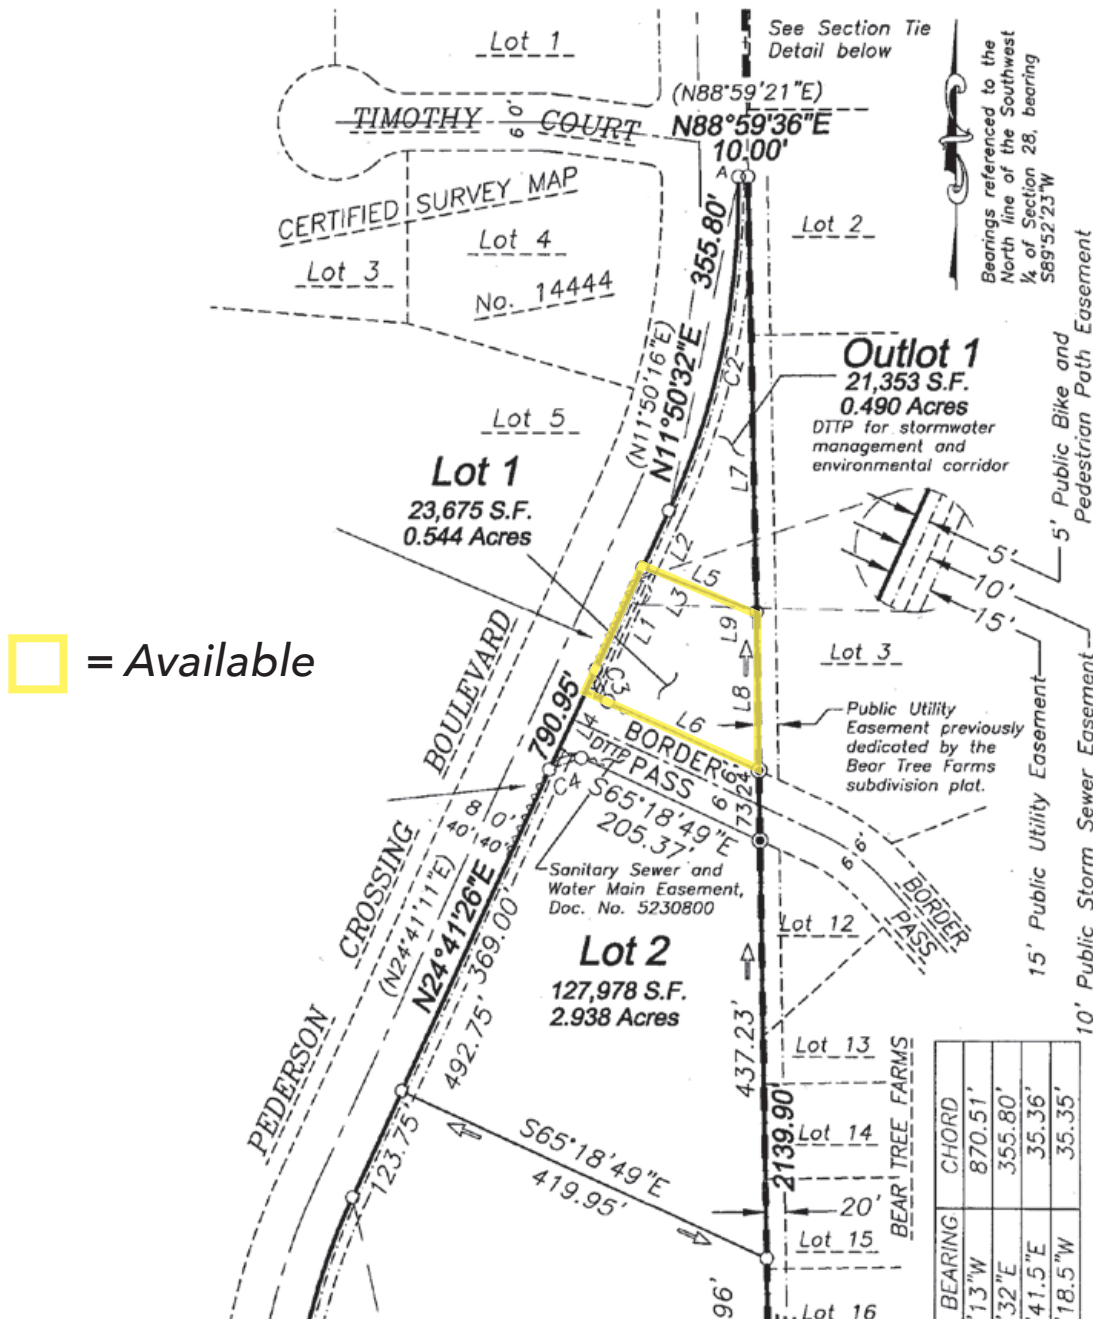 See Section Tie
Detail below
Lot 1
(N88°59'21"E)
N88°59'36"E
10.00'
TIMOTHY COURT
60'
A
Bearings referenced to the
North line of the Southwest
¼ of Section 28, bearing
S89°52'23"W
CERTIFIED SURVEY MAP
No. 14444
Lot 4
Lot 3
Lot 2
355.80'
(N11°50'16"E)
N11°50'32"E
C2
Outlot 1
21,353 S.F.
0.490 Acres
DTTP for stormwater
management and
environmental corridor
Lot 5
Lot 1
23,675 S.F.
0.544 Acres
L7
L2
L5
L3
L1
L9
L8
C3
L6
5'
10'
15'
5' Public Bike and
Pedestrian Path Easement
15' Public Utility Easement
10' Public Storm Sewer Easement
= Available
Lot 3
Public Utility
Easement previously
dedicated by the
Bear Tree Farms
subdivision plat.
790.95'
DTTP
BORDER
PASS
66'
73.24'
C4
S65°18'49"E
205.37'
PEDERSON CROSSING BOULEVARD
80'
40' 40'
Sanitary Sewer and
Water Main Easement,
Doc. No. 5230800
66'
BORDER
PASS
(N24°41'11"E)
N24°41'26"E
369.00'
492.75'
Lot 2
127,978 S.F.
2.938 Acres
Lot 12
437.23'
Lot 13
2139.90'
Lot 14
BEAR TREE FARMS
S65°18'49"E
419.95'
123.75'
20'
Lot 15
96'
Lot 16
BEARING CHORD
'13"W 870.51'
'32"E 355.80'
'41.5"E 35.36'
'18.5"W 35.35'